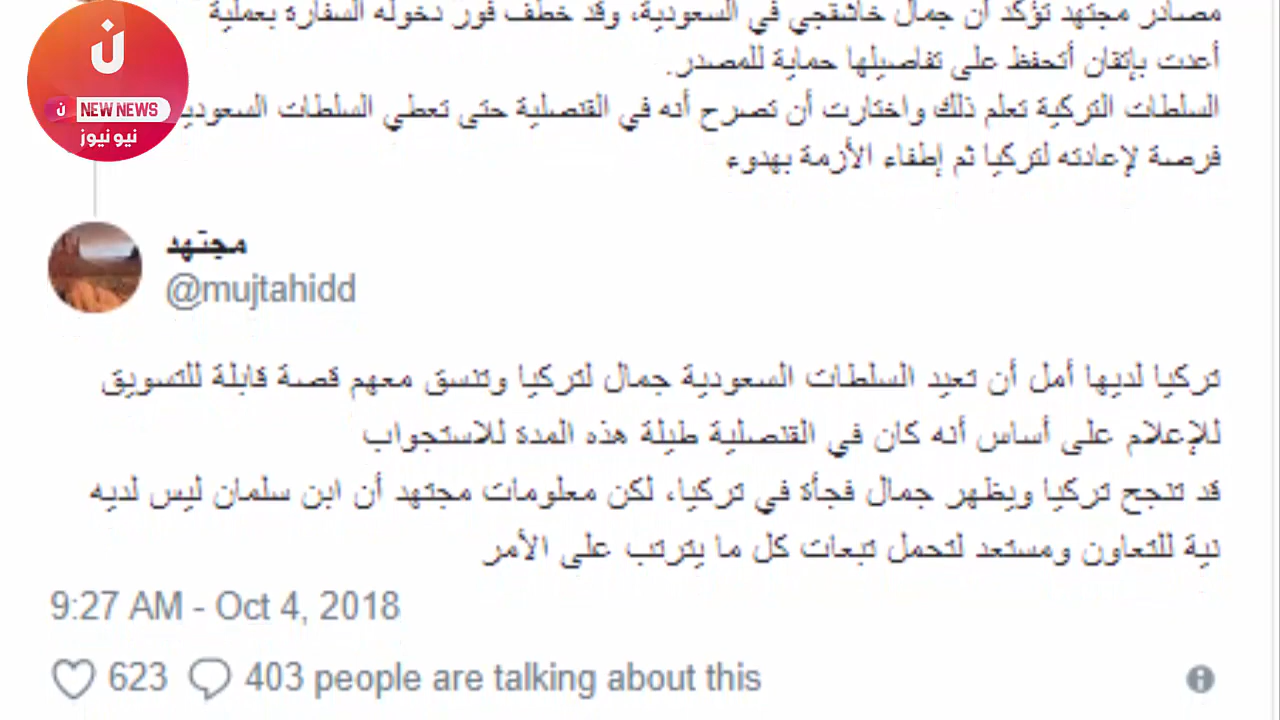 مصادر مجتهد تؤكد أن جمال خاشقجي في السعودية، وقد خطف فور دخوله السفارة بعملية
أعدت بإتقان أتحفظ على تفاصيلها حماية للمصدر.
السلطات التركية تعلم ذلك واختارت أن تصرح أنه في القنصلية حتى تعطي السلطات
فرصة لإعادته لتركيا ثم إطفاء الأزمة بهدوء
ن
ن NEW NEWS
نيو نيوز
مجتهد
@mujtahidd
تركيا لديها أمل أن تعيد السلطات السعودية جمال لتركيا وتنسق معهم قصة قابلة للتسويق
للإعلام على أساس أنه كان في القنصلية طيلة هذه المدة للاستجواب
قد تنجح تركيا ويظهر جمال فجأة في تركيا، لكن معلومات مجتهد أن ابن سلمان ليس لديه
نية للتعاون ومستعد لتحمل تبعات كل ما يترتب على الأمر
9:27 AM - Oct 4, 2018
623 403 people are talking about this